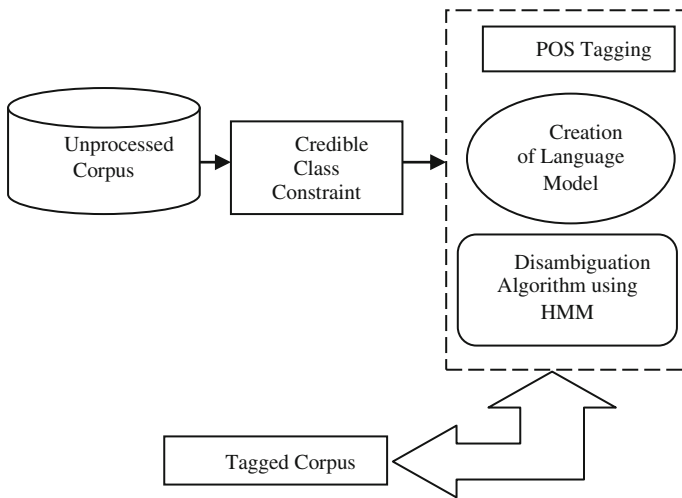 Unprocessed
Corpus
Credible
Class
Constraint
POS Tagging
Creation
of Language
Model
Disambiguation
Algorithm using
HMM
Tagged Corpus